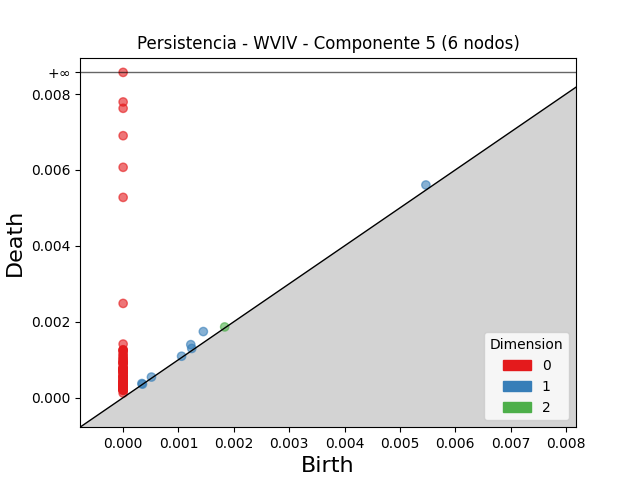 Persistencia - WVIV - Componente 5 (6 nodos)
+∞
0.008
0.006
0.004
0.002
0.000
Death
0.000 0.001 0.002 0.003 0.004 0.005 0.006 0.007 0.008
Birth
Dimension
0
1
2